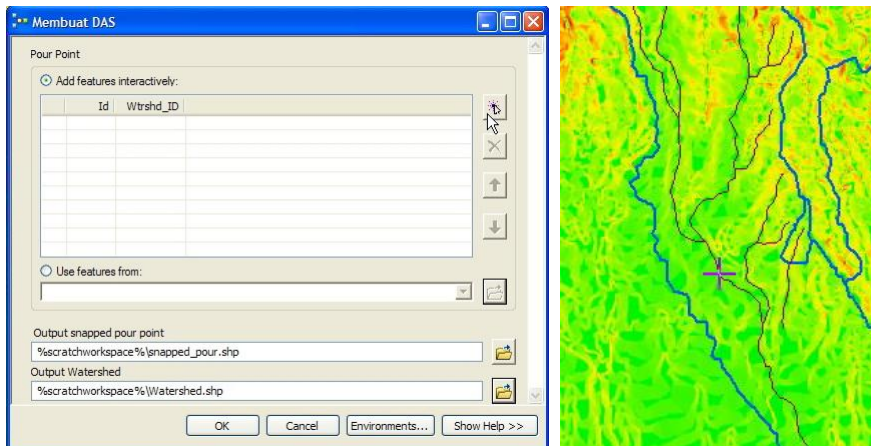 Membuat DAS
Pour Point
Add features interactively:
Id Wtrshd_ID
Use features from:
Output snapped pour point
%scratchworkspace%\snapped_pour.shp
Output Watershed
%scratchworkspace%\Watershed.shp
OK Cancel Environments... Show Help >>